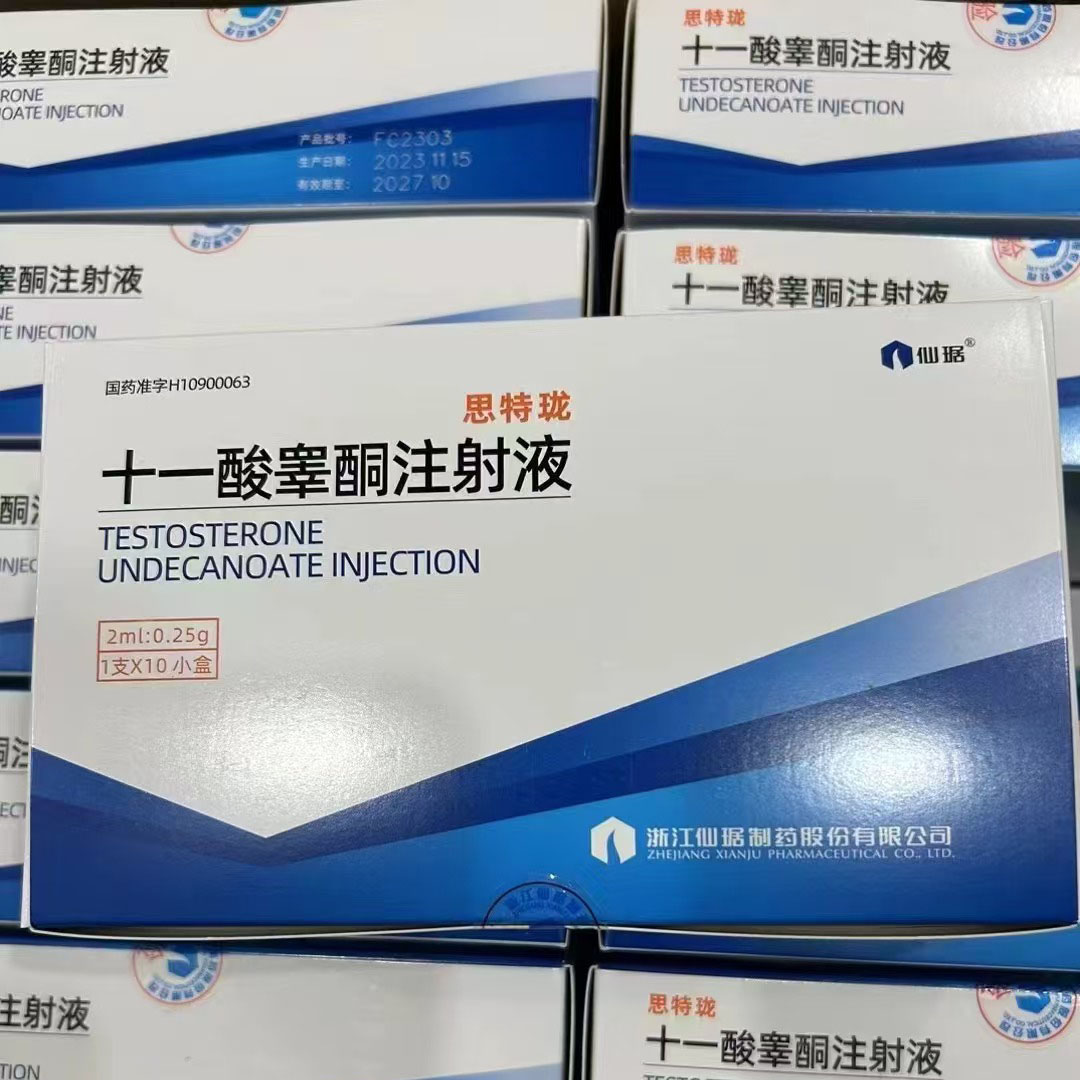 酸睾酮注射液
RONE
OATE INJECTION
产品批号: FC2303
生产日期: 2023 11 15
有效期至: 2027.10
思特珑
十一酸睾酮注射液
TESTOSTERONE
UNDECANOATE INJECTION
睾酮注射液
NE
TE INJECTION
思特珑
十一酸睾酮注射液
国药准字H10900063
仙琚®
思特珑
十一酸睾酮注射液
TESTOSTERONE
UNDECANOATE INJECTION
2ml:0.25g
1支X10 小盒
浙江仙琚制药股份有限公司
ZHEJIANG XIANJU PHARMACEUTICAL CO., LTD.
注射液
TION
思特珑
十一酸睾酮注射液